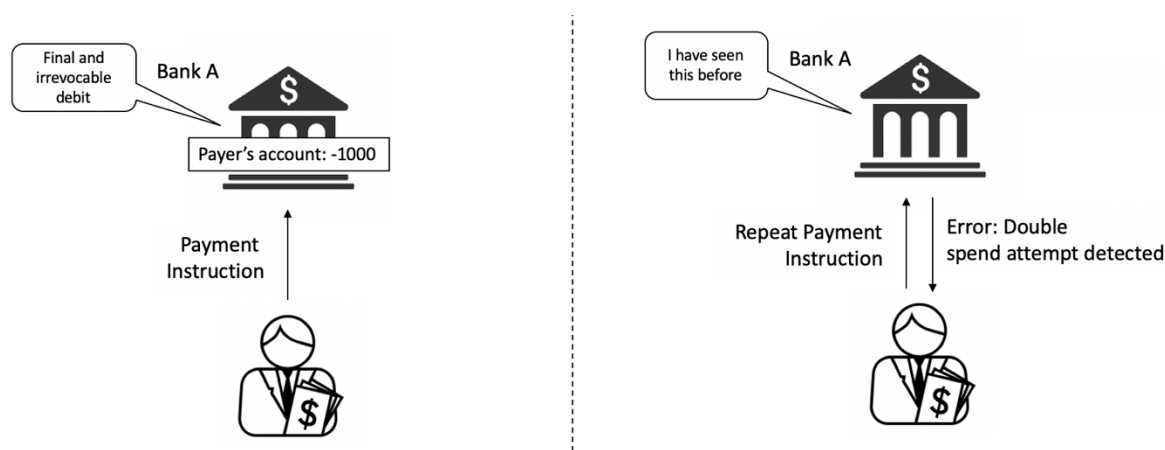 Final and
irrevocable
debit
Bank A
$
Payer's account: -1000
Payment
Instruction
$
I have seen
this before
Bank A
$
Repeat Payment
Instruction
Error: Double
spend attempt detected
$